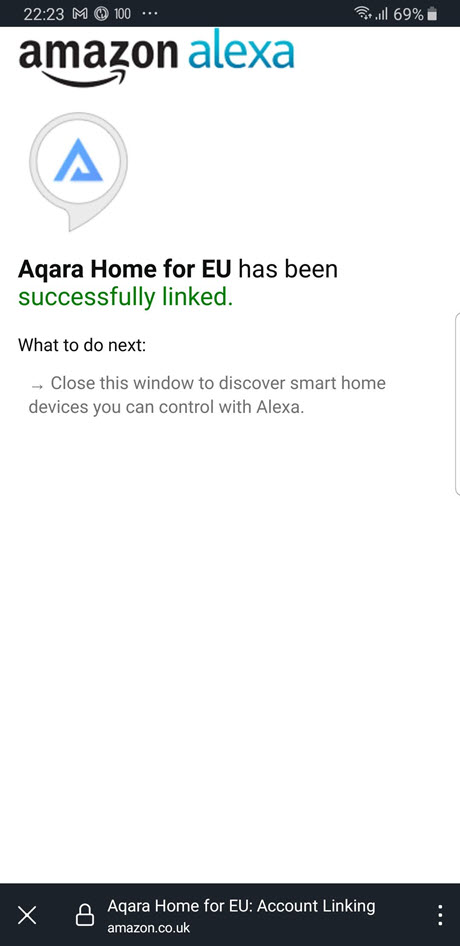 22:23 100 ... 69%
amazon alexa
Aqara Home for EU has been
successfully linked.
What to do next:
→ Close this window to discover smart home
devices you can control with Alexa.
Aqara Home for EU: Account Linking
amazon.co.uk